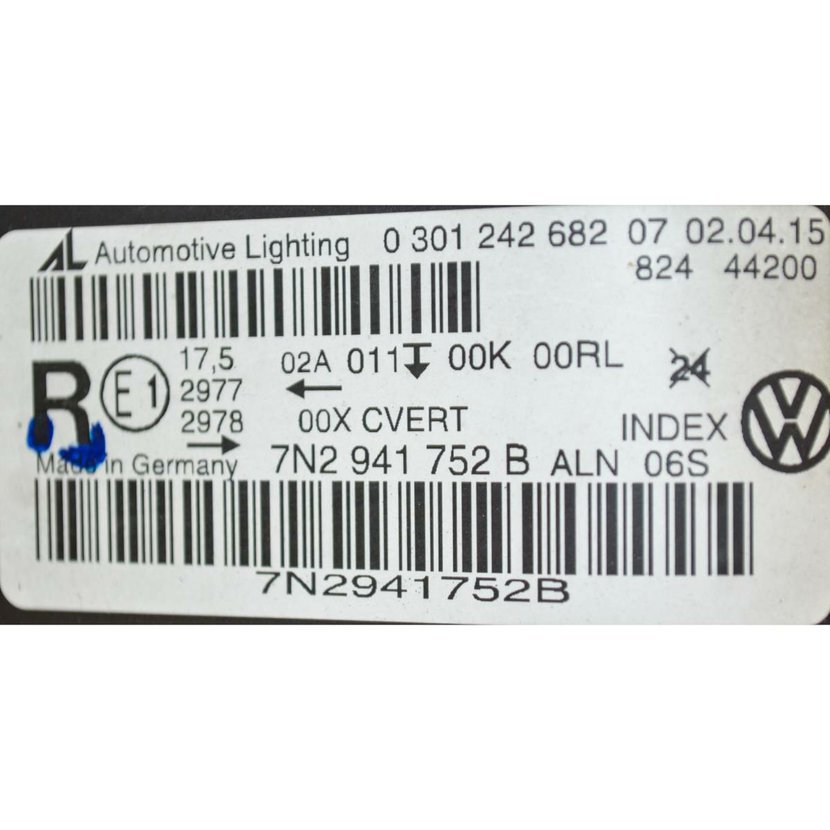 AL Automotive Lighting 0 301 242 682 07 02.04.15
824 44200
R E1 17,5 02A 011 00K 00RL 24
2977
2978 00X CVERT INDEX VW
Made in Germany 7N2 941 752 B ALN 06S
7N2941752B